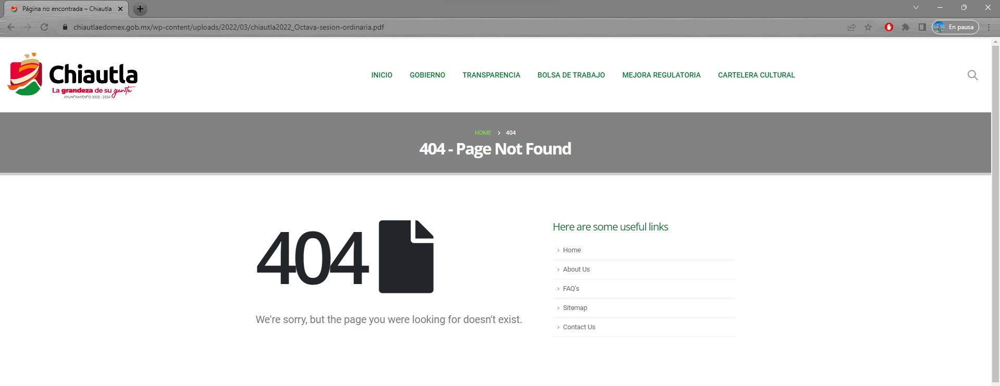 Página no encontrada – Chiautla
chiautlaedomex.gob.mx/wp-content/uploads/2022/03/chiautla2022_Octava-sesion-ordinaria.pdf
En pausa
Chiautla
La grandeza de su gente
AYUNTAMIENTO 2022 - 2024
INICIO GOBIERNO TRANSPARENCIA BOLSA DE TRABAJO MEJORA REGULATORIA CARTELERA CULTURAL
HOME > 404
404 - Page Not Found
404
We're sorry, but the page you were looking for doesn't exist.
Here are some useful links
Home
About Us
FAQ's
Sitemap
Contact Us